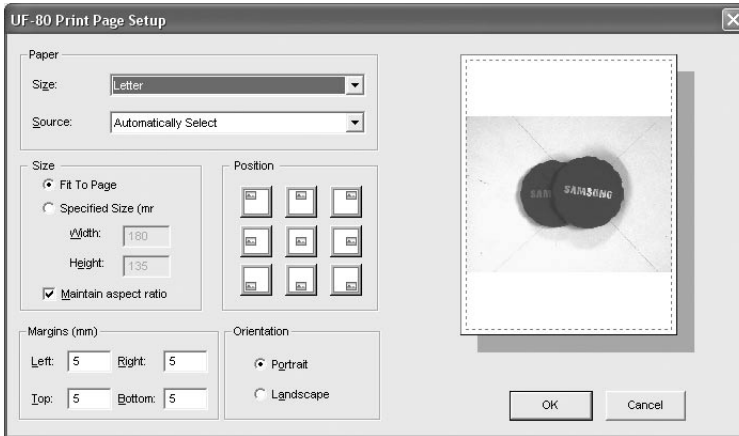 UF-80 Print Page Setup
Paper
Size:
Letter
Source:
Automatically Select
Size
Fit To Page
Specified Size (mr
Width:
180
Height:
135
Maintain aspect ratio
Position
Margins (mm)
Left:
5
Right:
5
Top:
5
Bottom:
5
Orientation
Portrait
Landscape
SAM
SAMSUNG
OK
Cancel